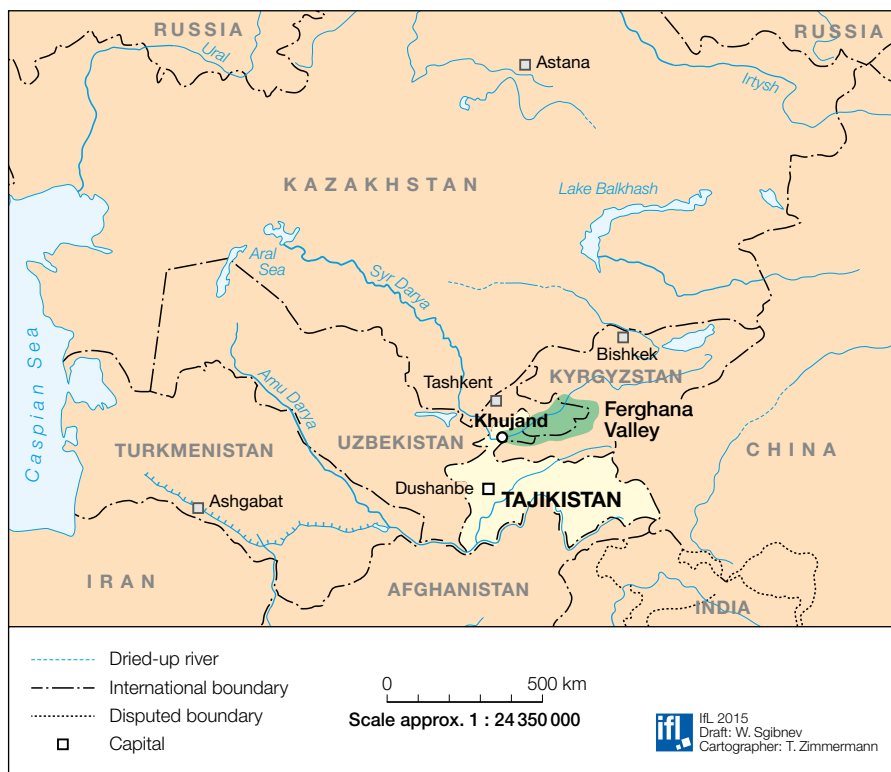 RUSSIA
RUSSIA
Ural
Astana
Irtysh
KAZAKHSTAN
Lake Balkhash
Aral
Sea
Syr Darya
Caspian Sea
Amu Darya
Bishkek
Tashkent
KYRGYZSTAN
Khujand
Ferghana
Valley
UZBEKISTAN
TURKMENISTAN
CHINA
Dushanbe
TAJIKISTAN
Ashgabat
IRAN
AFGHANISTAN
INDIA
Dried-up river
International boundary
Disputed boundary
Capital
0 500 km
Scale approx. 1 : 24 350 000
ifl
IfL 2015
Draft: W. Sgibnev
Cartographer: T. Zimmermann